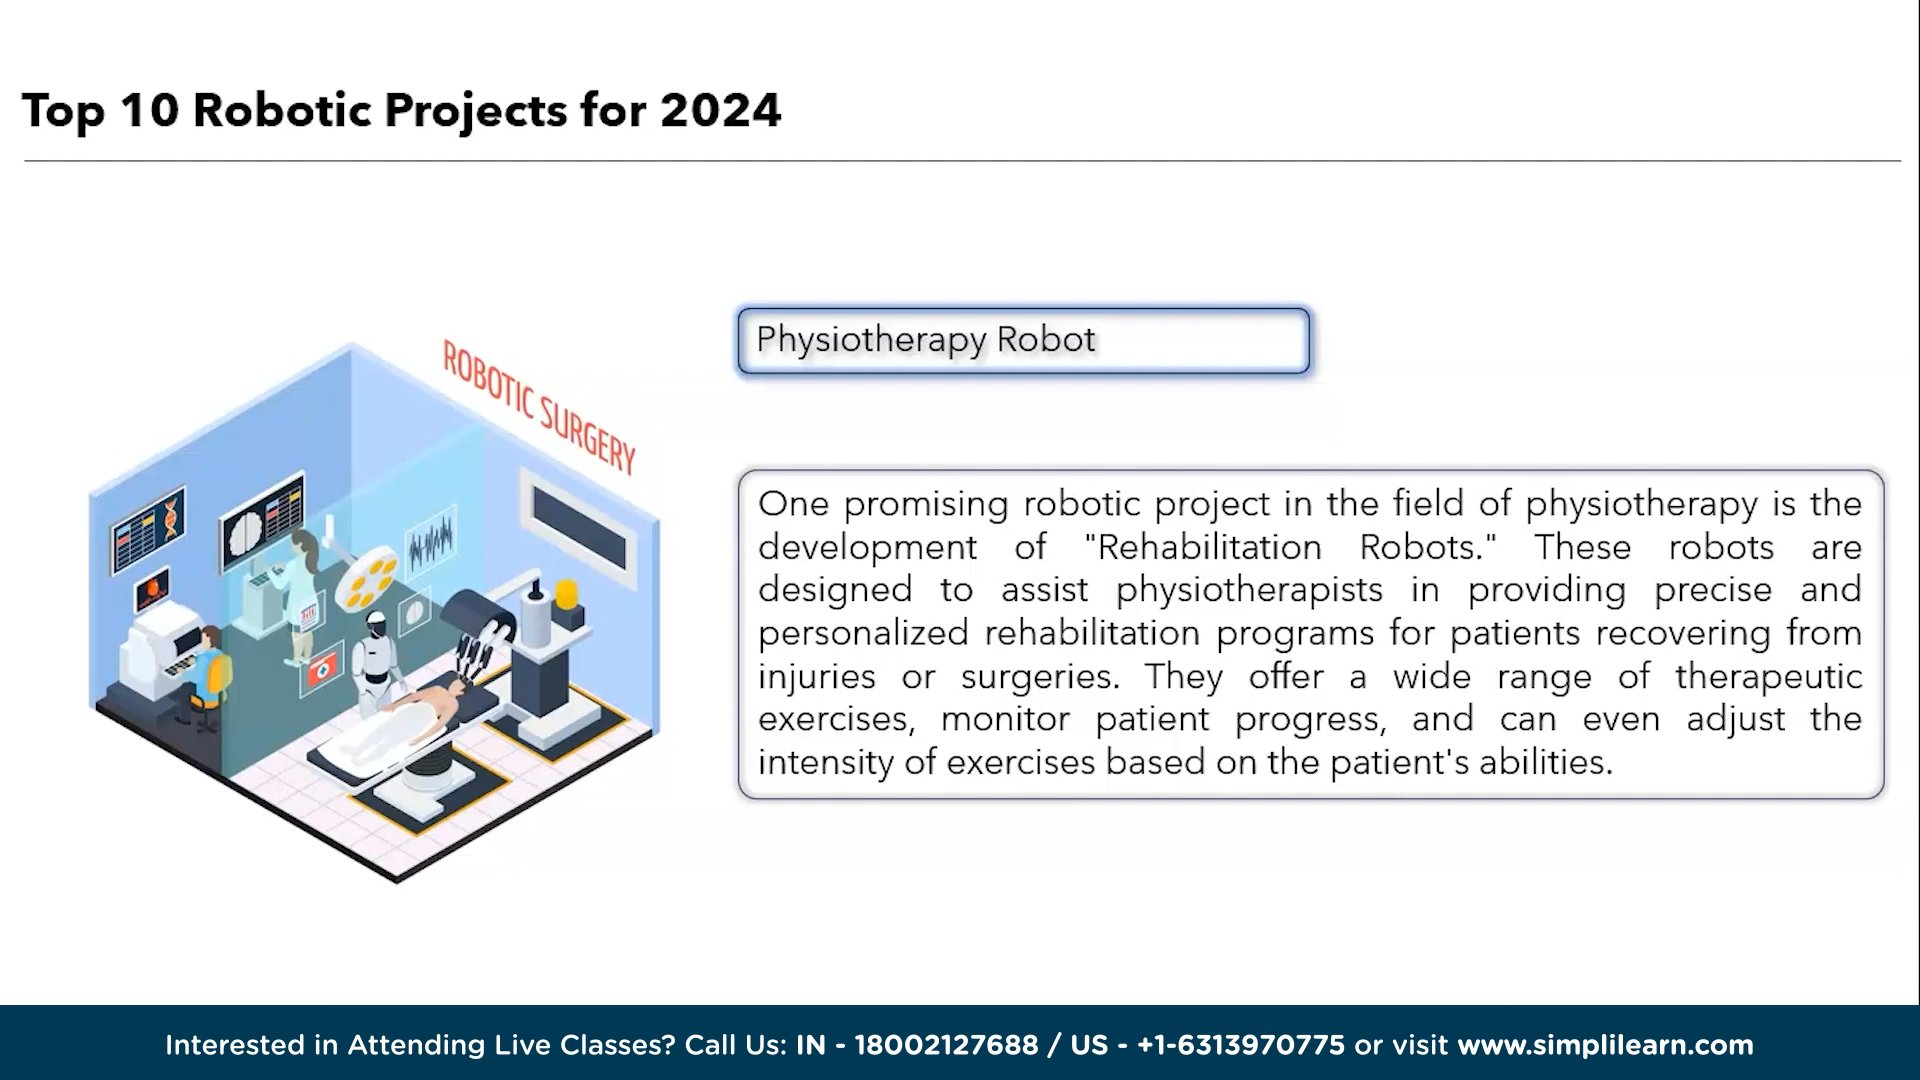 Top 10 Robotic Projects for 2024
ROBOTIC SURGERY
Physiotherapy Robot
One promising robotic project in the field of physiotherapy is the
development of "Rehabilitation Robots." These robots are
designed to assist physiotherapists in providing precise and
personalized rehabilitation programs for patients recovering from
injuries or surgeries. They offer a wide range of therapeutic
exercises, monitor patient progress, and can even adjust the
intensity of exercises based on the patient's abilities.
Interested in Attending Live Classes? Call Us: IN - 18002127688 / US - +1-6313970775 or visit www.simplilearn.com